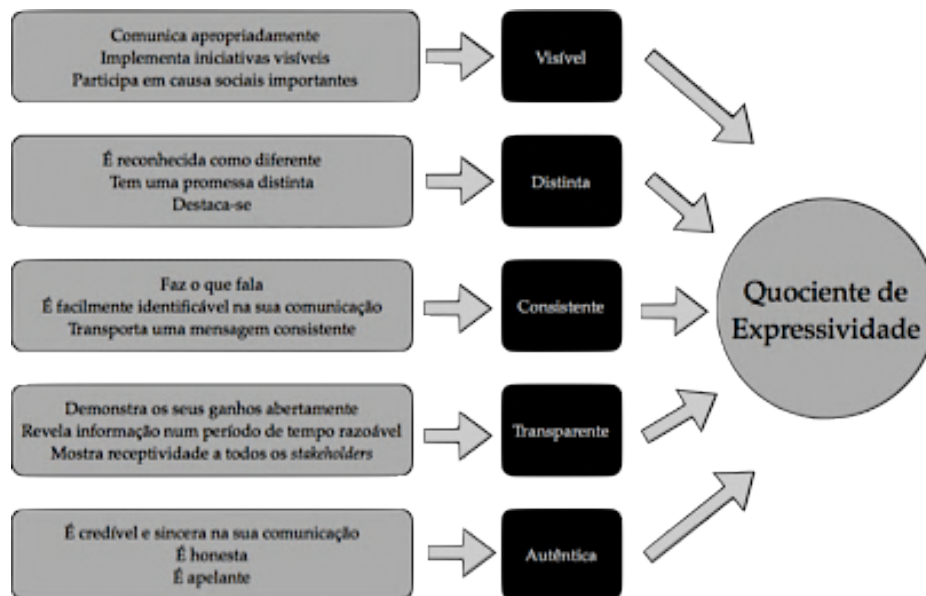 Comunica apropriadamente
Implementa iniciativas visíveis
Participa em causa sociais importantes
Visível
É reconhecida como diferente
Tem uma promessa distinta
Destaca-se
Distinta
Faz o que fala
É facilmente identificável na sua comunicação
Transporta uma mensagem consistente
Consistente
Quociente de
Expressividade
Demonstra os seus ganhos abertamente
Revela informação num período de tempo razoável
Mostra receptividade a todos os stakeholders
Transparente
É credível e sincera na sua comunicação
É honesta
É apelante
Autêntica